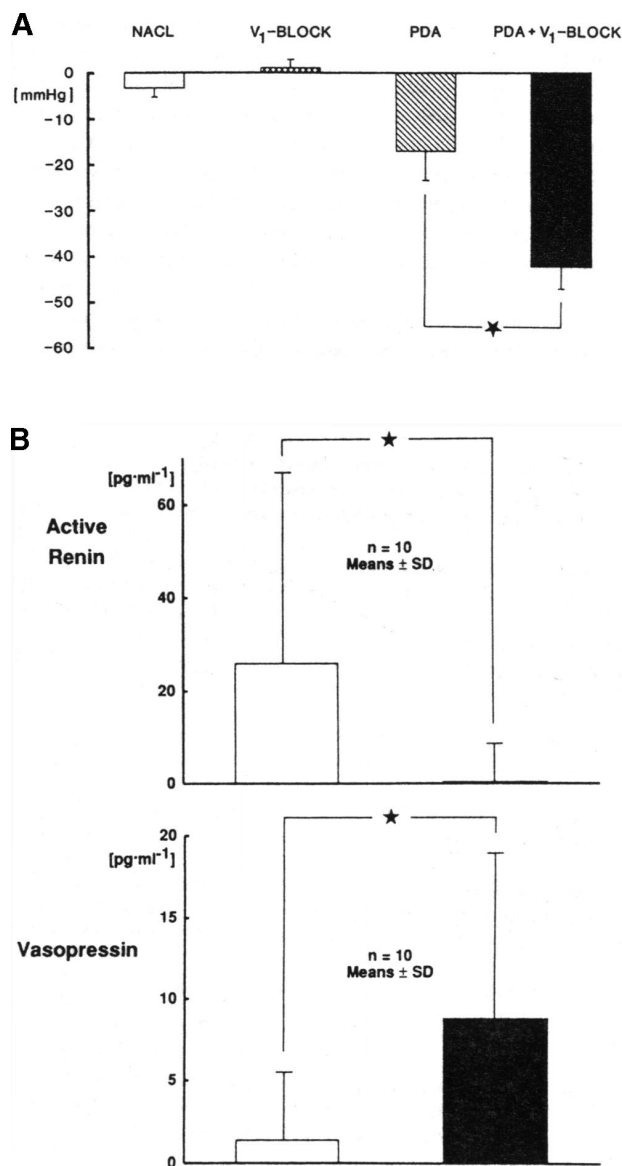 A
NACL V₁-BLOCK PDA PDA + V₁-BLOCK
0
[mmHg]
-10
-20
-30
-40
-50
-60
B
[pg·ml⁻¹]
60
Active
Renin
n = 10
Means ± SD
40
20
0
20
[pg·ml⁻¹]
15
Vasopressin
n = 10
Means ± SD
10
5
0